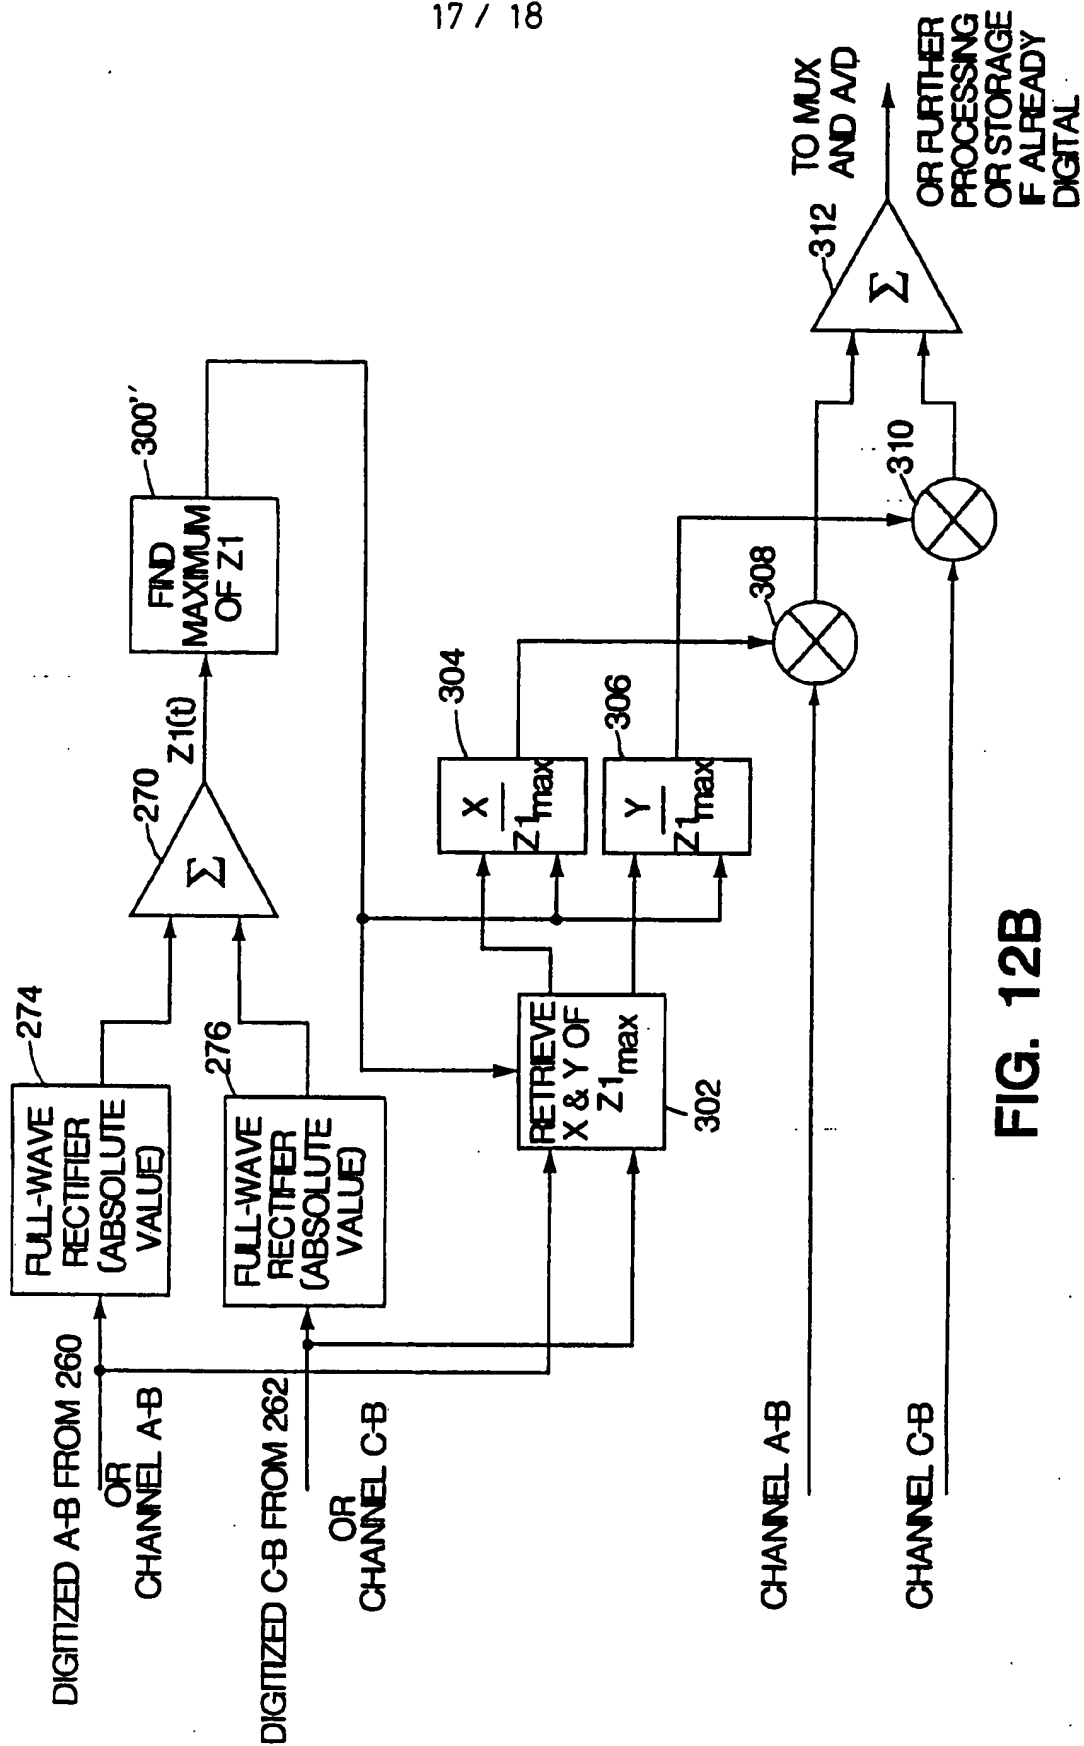 17 / 18
DIGITIZED A-B FROM 260
OR
CHANNEL A-B
FULL-WAVE
RECTIFIER
(ABSOLUTE
VALUE)
274
DIGITIZED C-B FROM 262
OR
CHANNEL C-B
FULL-WAVE
RECTIFIER
(ABSOLUTE
VALUE)
276
Σ
270
Z1(t)
FIND
MAXIMUM
OF Z1
300''
RETRIEVE
X & Y OF
Z1max
302
X
Z1max
304
Y
Z1max
306
CHANNEL A-B
308
CHANNEL C-B
310
Σ
312
TO MUX
AND A/D
OR FURTHER
PROCESSING
OR STORAGE
IF ALREADY
DIGITAL
FIG. 12B